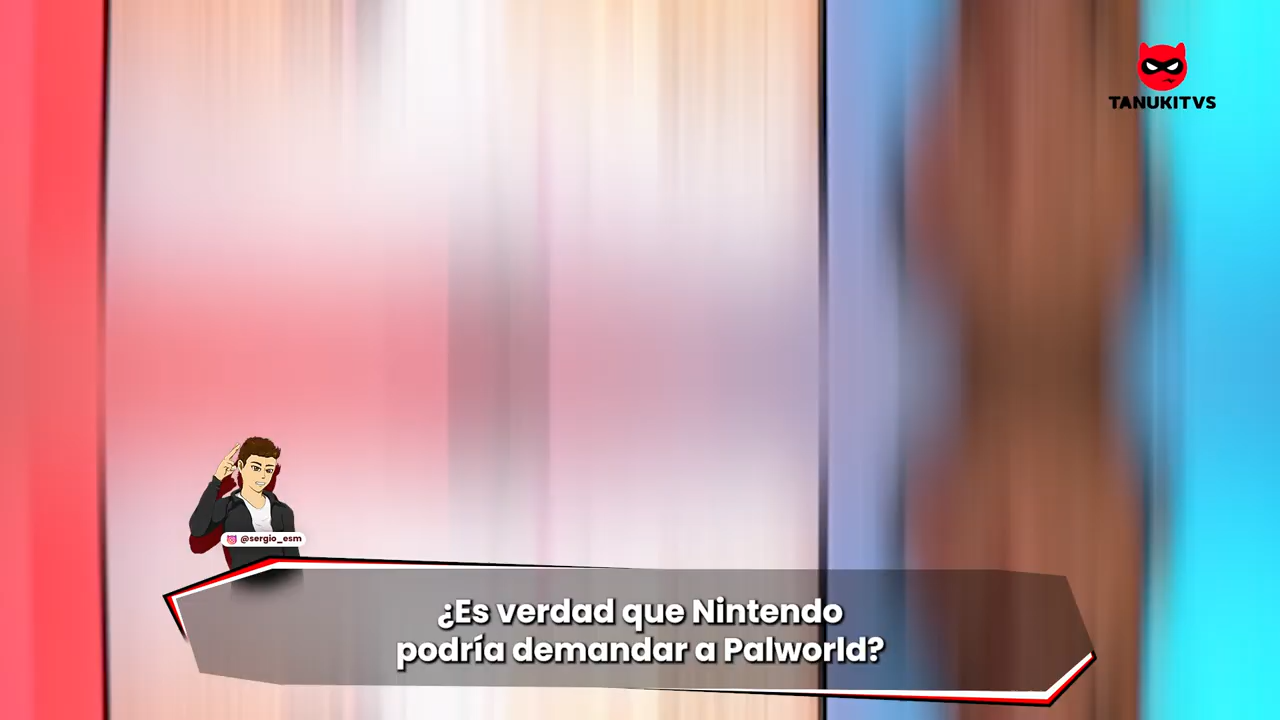 TANUKITVS
@sergio_esm
¿Es verdad que Nintendo
podría demandar a Palworld?